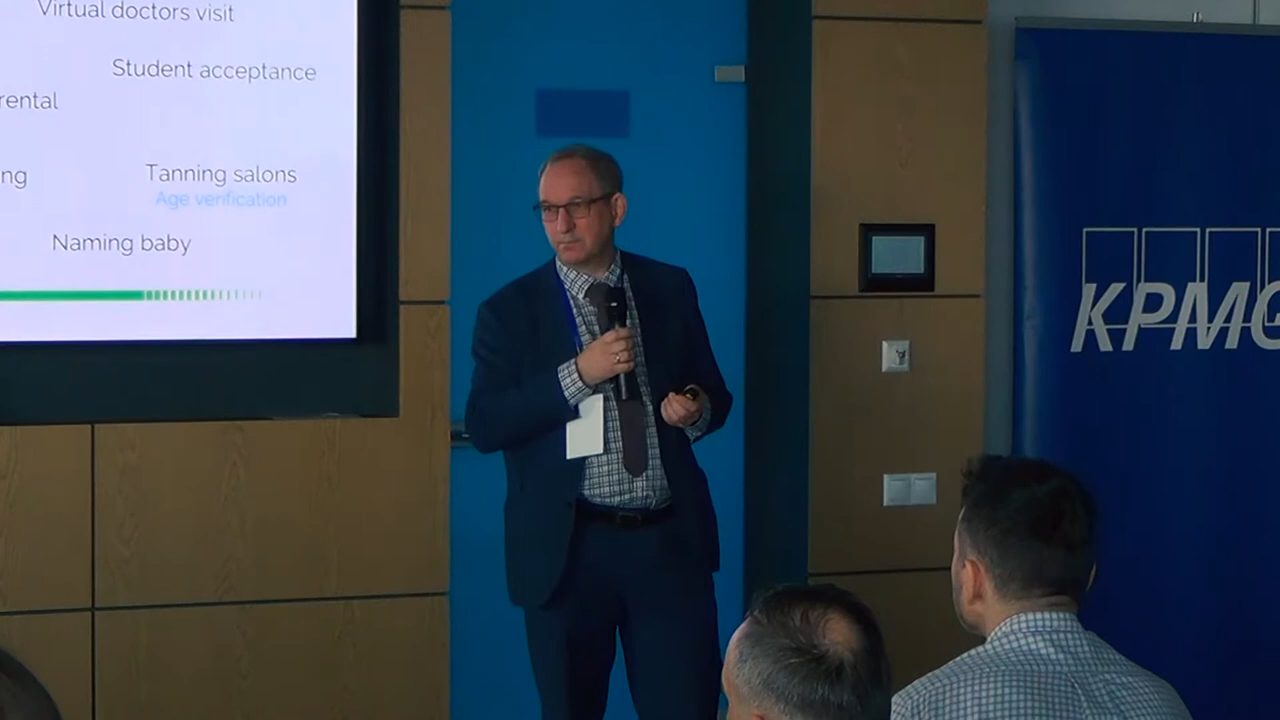 Virtual doctors visit
Student acceptance
rental
ng
Tanning salons
Age verification
Naming baby
KPMG